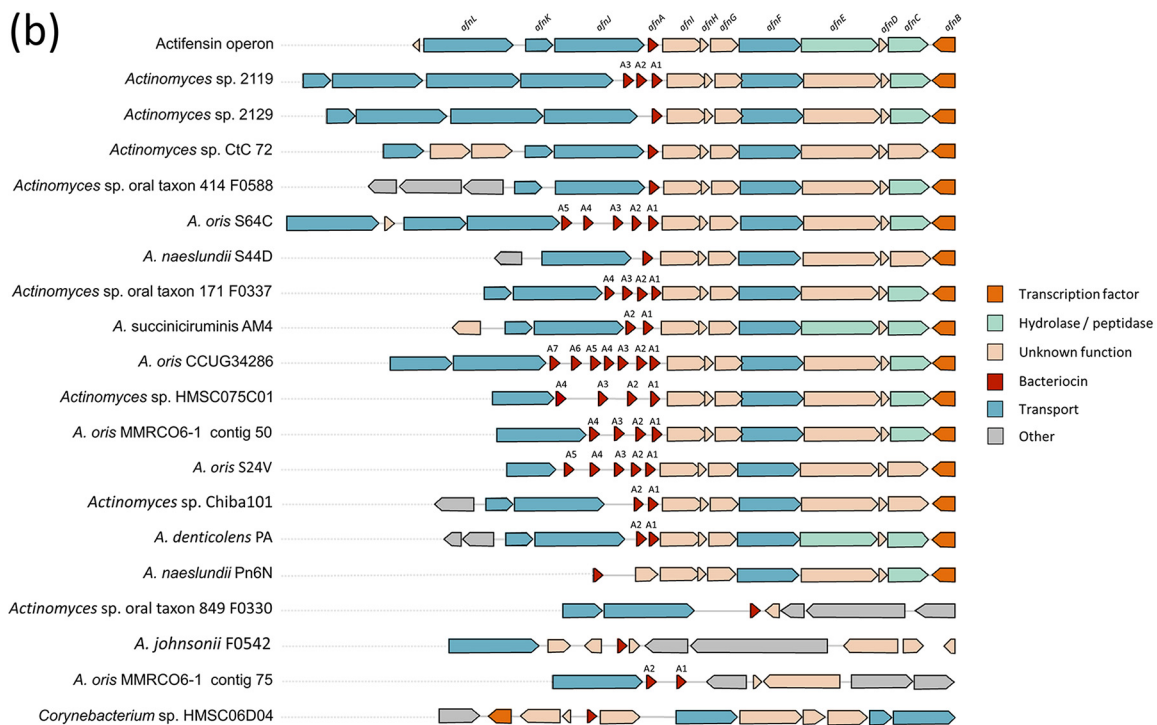 (b)
afnL afnK afnJ afnA afnI afnH afnG afnF afnE afnD afnC afnB
Actifensin operon
A3 A2 A1
Actinomyces sp. 2119
Actinomyces sp. 2129
Actinomyces sp. CtC 72
Actinomyces sp. oral taxon 414 F0588
A5 A4 A3 A2 A1
A. oris S64C
A. naeslundii S44D
A4 A3 A2 A1
Actinomyces sp. oral taxon 171 F0337
A2 A1
A. succiniciruminis AM4
A7 A6 A5 A4 A3 A2 A1
A. oris CCUG34286
A4 A3 A2 A1
Actinomyces sp. HMSC075C01
A4 A3 A2 A1
A. oris MMRCO6-1 contig 50
A5 A4 A3 A2 A1
A. oris S24V
A2 A1
Actinomyces sp. Chiba101
A2 A1
A. denticolens PA
A. naeslundii Pn6N
Actinomyces sp. oral taxon 849 F0330
A. johnsonii F0542
A2 A1
A. oris MMRCO6-1 contig 75
Corynebacterium sp. HMSC06D04
Transcription factor
Hydrolase / peptidase
Unknown function
Bacteriocin
Transport
Other